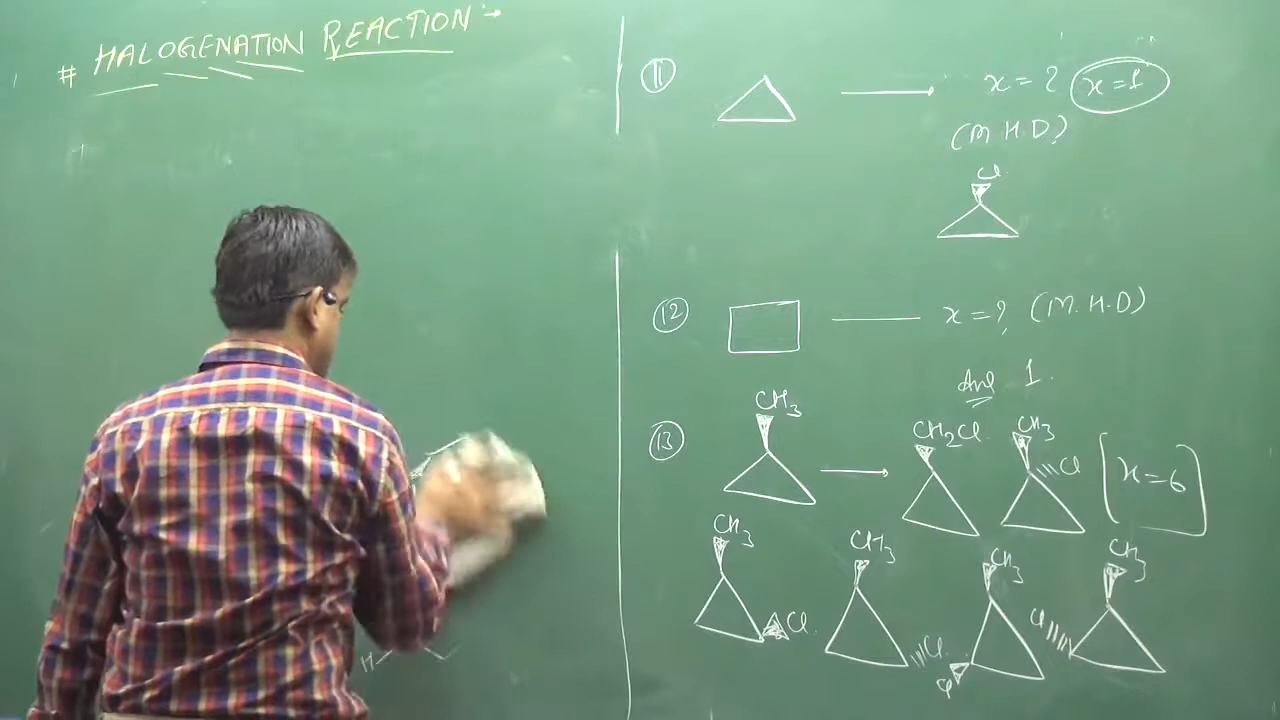 # HALOGENATION REACTION :→
11 x = ? x = 1
(M.H.D)
Cl
12 x = ? (M.H.D)
Ans 1.
13 CH3 CH2Cl CH3 Cl [x = 6]
CH3 CH3 CH3 CH3
Cl Cl Cl Cl
H